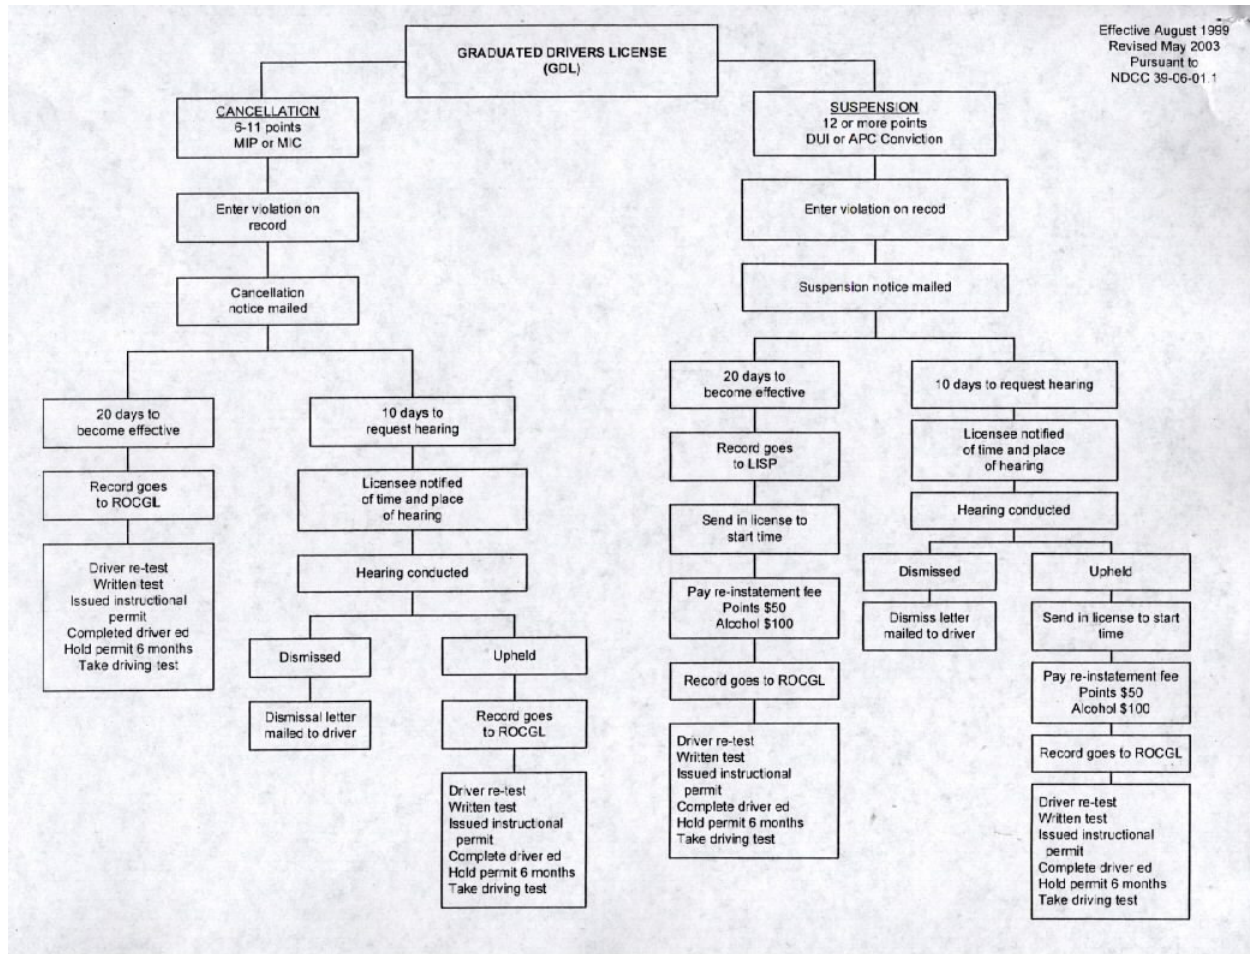 Effective August 1999
Revised May 2003
Pursuant to
NDCC 39-06-01.1
GRADUATED DRIVERS LICENSE
(GDL)
CANCELLATION
6-11 points
MIP or MIC
Enter violation on
record
Cancellation
notice mailed
20 days to
become effective
Record goes
to ROCGL
Driver re-test
Written test
Issued instructional
permit
Completed driver ed
Hold permit 6 months
Take driving test
10 days to
request hearing
Licensee notified
of time and place
of hearing
Hearing conducted
Dismissed
Dismissal letter
mailed to driver
Upheld
Record goes
to ROCGL
Driver re-test
Written test
Issued instructional
permit
Complete driver ed
Hold permit 6 months
Take driving test
SUSPENSION
12 or more points
DUI or APC Conviction
Enter violation on recod
Suspension notice mailed
20 days to
become effective
Record goes
to LISP
Send in license to
start time
Pay re-instatement fee
Points $50
Alcohol $100
Record goes to ROCGL
Driver re-test
Written test
Issued instructional
permit
Complete driver ed
Hold permit 6 months
Take driving test
10 days to request hearing
Licensee notified
of time and place
of hearing
Hearing conducted
Dismissed
Dismiss letter
mailed to driver
Upheld
Send in license to start
time
Pay re-instatement fee
Points $50
Alcohol $100
Record goes to ROCGL
Driver re-test
Written test
Issued instructional
permit
Complete driver ed
Hold permit 6 months
Take driving test